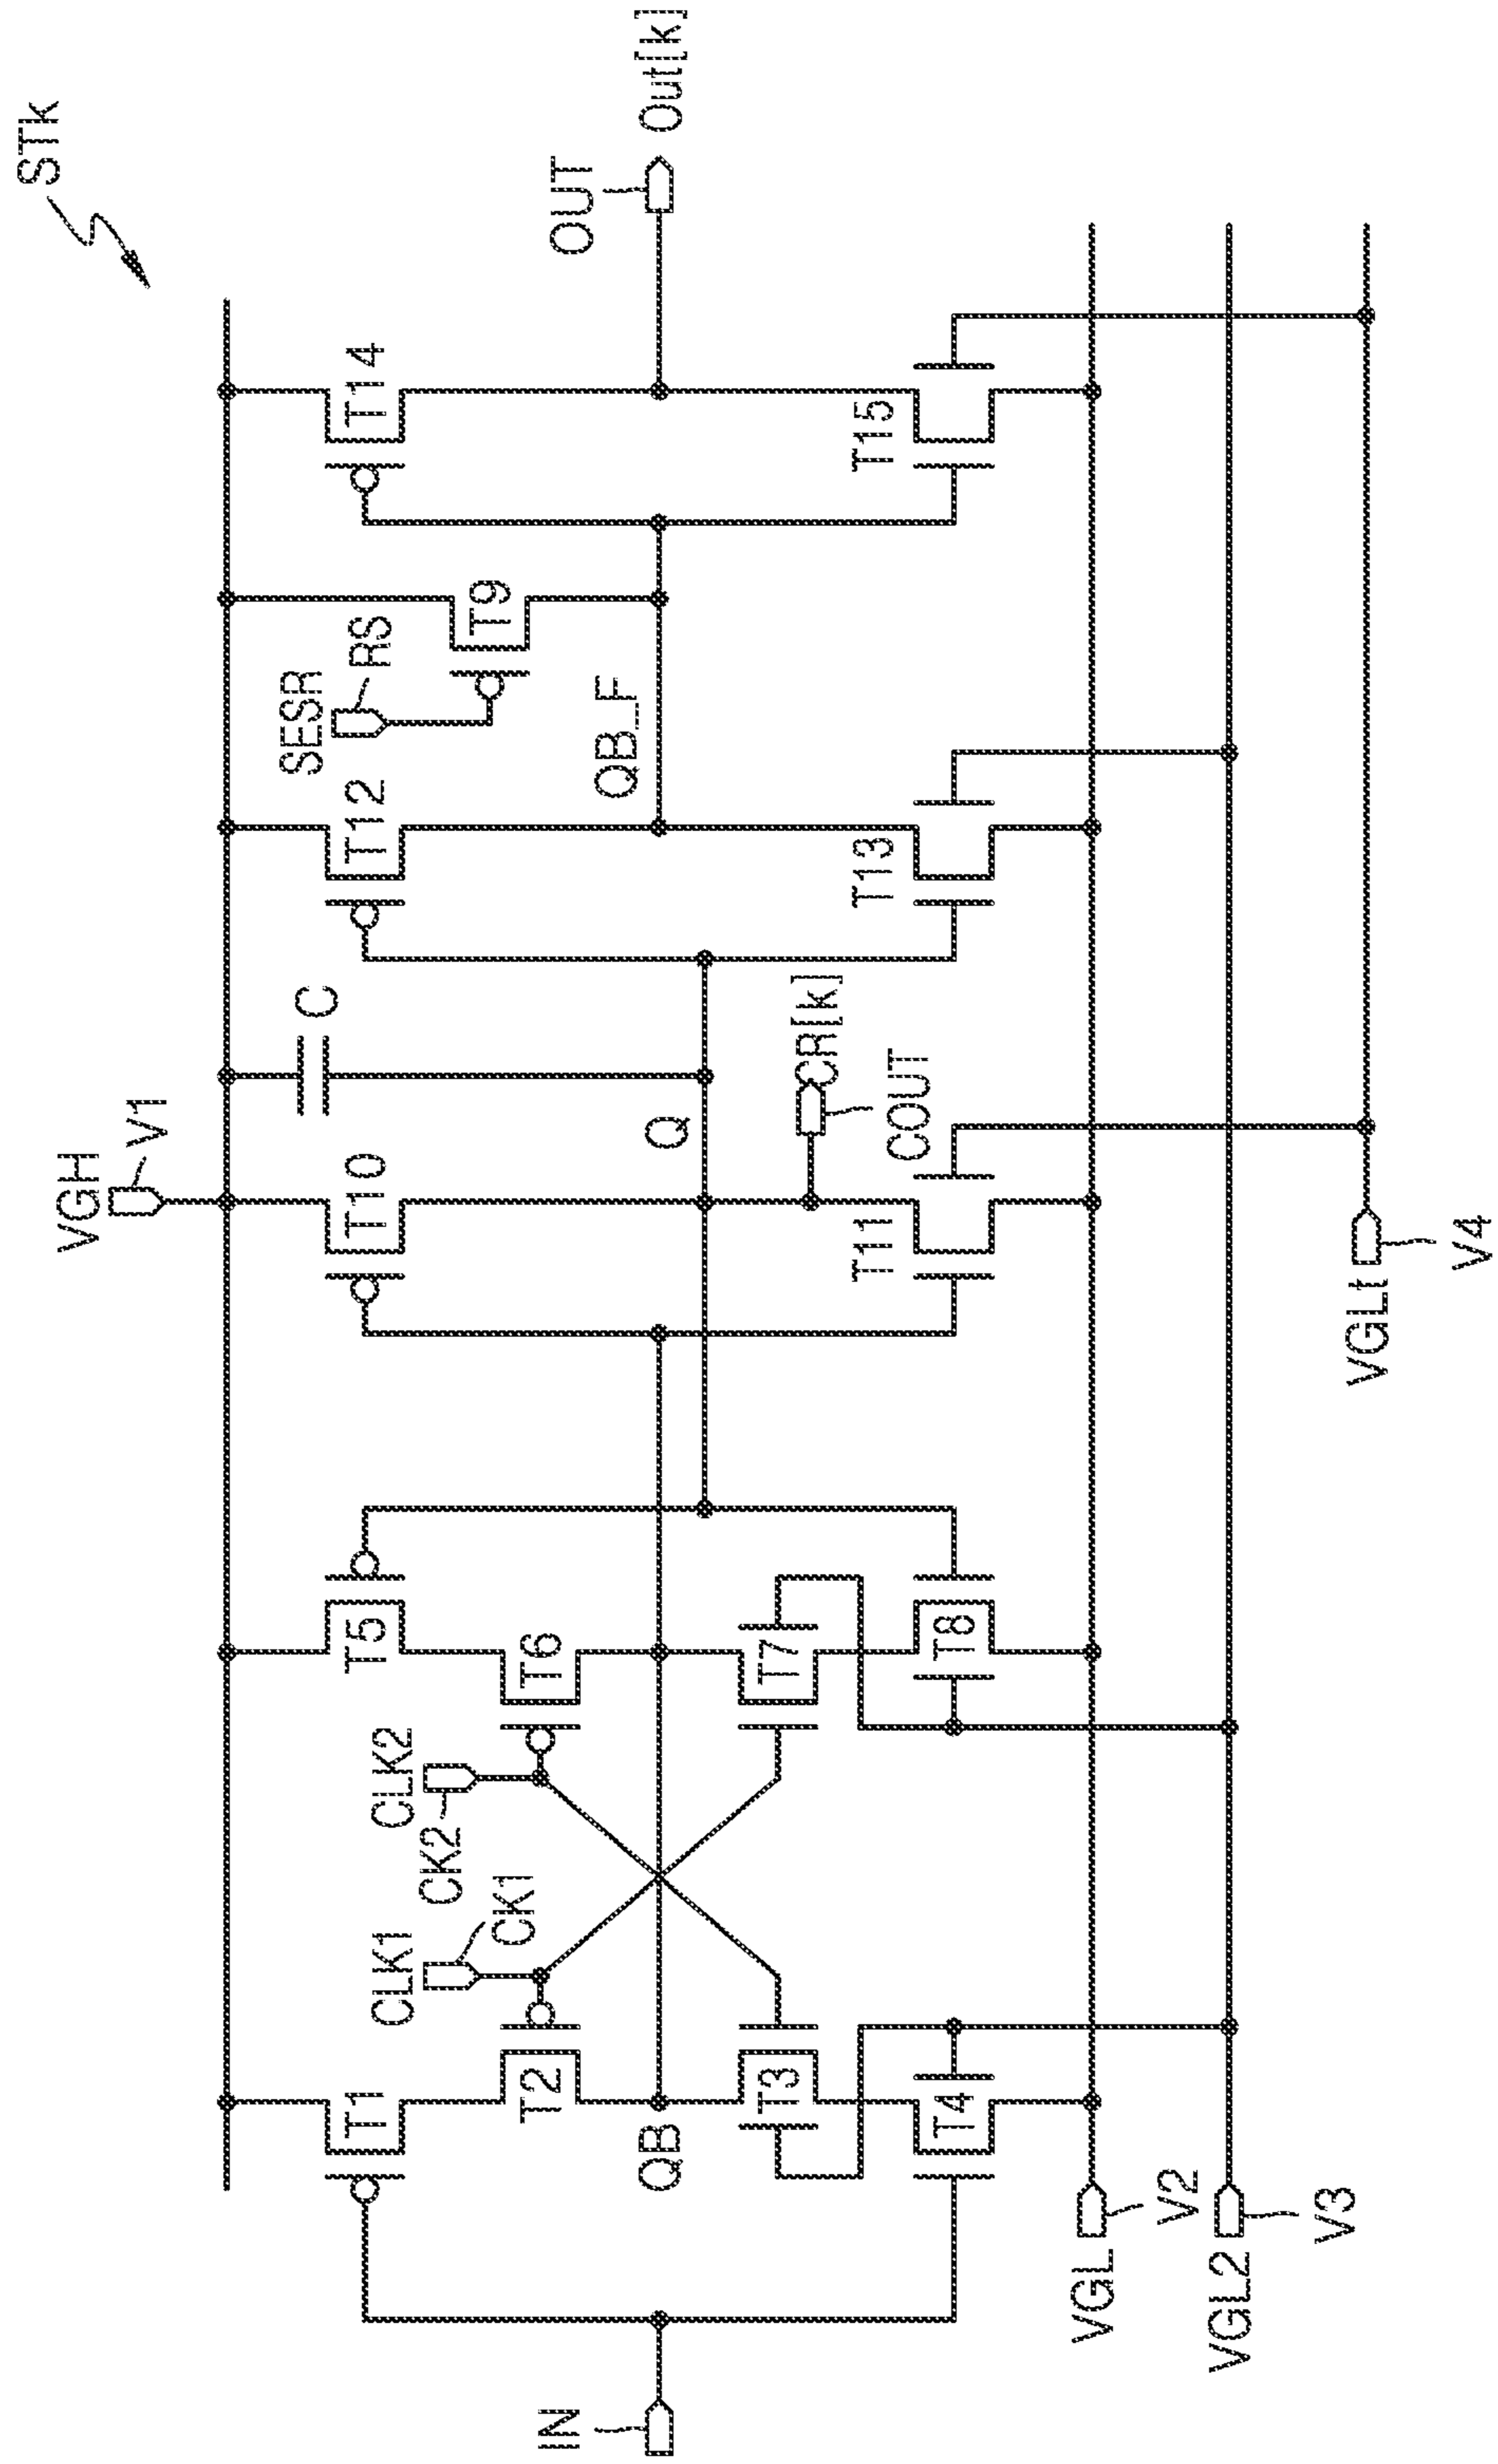 STk
VGH
V1
T1
T5
T10
C
T12
SESR
RS
T9
T14
CLK1
CK1
CLK2
CK2
T2
T6
IN
QB
Q
QB_F
OUT
Out[k]
T3
T7
CR[k]
COUT
T4
T8
T11
T13
T15
VGL
V2
VGL2
V3
VGLt
V4